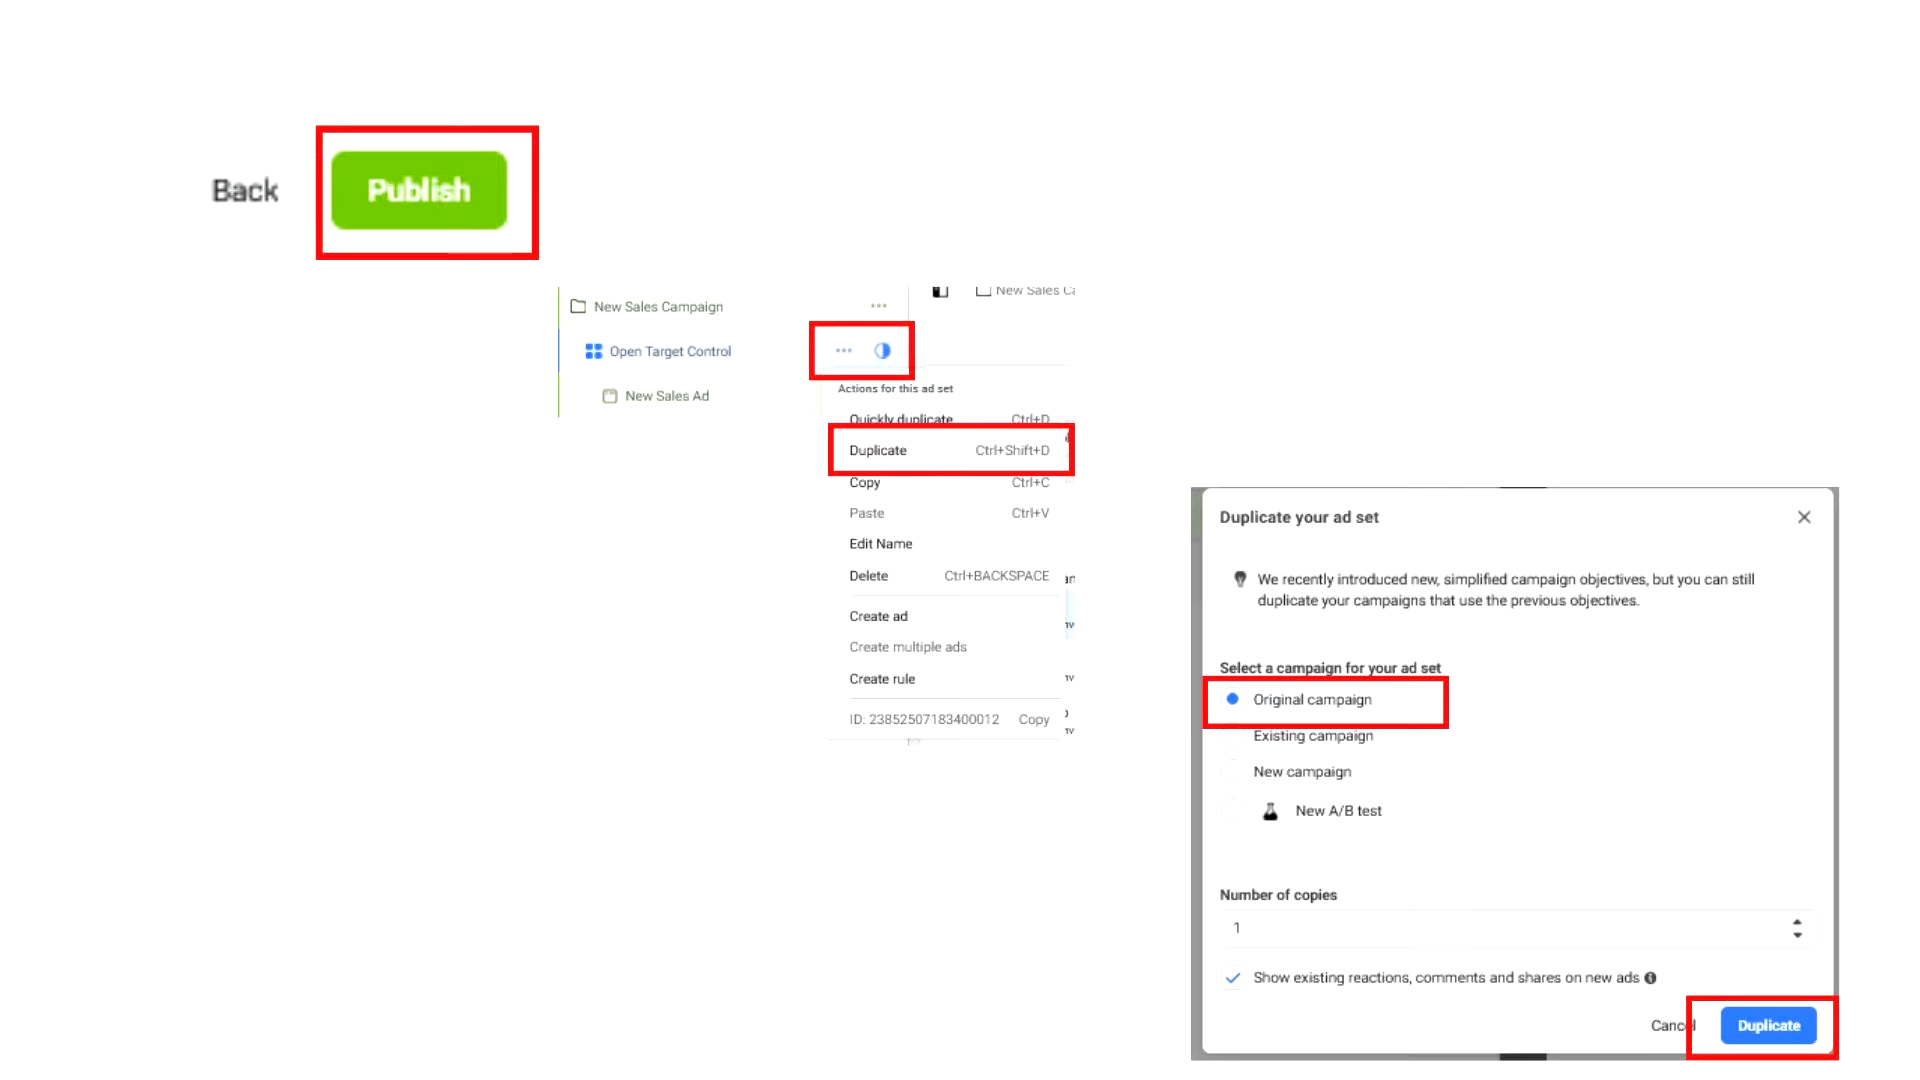 Back
Publish
New Sales Campaign
New Sales
Open Target Control
New Sales Ad
Actions for this ad set
Quickly duplicate Ctrl+D
Duplicate Ctrl+Shift+D
Copy Ctrl+C
Paste Ctrl+V
Edit Name
Delete Ctrl+BACKSPACE
Create ad
Create multiple ads
Create rule
ID: 23852507183400012 Copy
Duplicate your ad set
We recently introduced new, simplified campaign objectives, but you can still
duplicate your campaigns that use the previous objectives.
Select a campaign for your ad set
Original campaign
Existing campaign
New campaign
New A/B test
Number of copies
1
Show existing reactions, comments and shares on new ads
Cancel
Duplicate